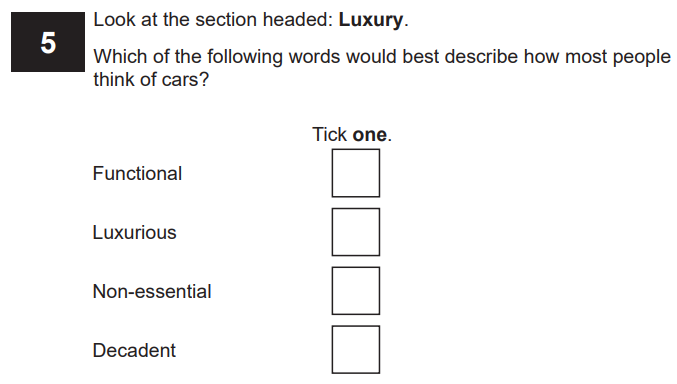 5
Look at the section headed: Luxury.
Which of the following words would best describe how most people
think of cars?
Tick one.
Functional
Luxurious
Non-essential
Decadent